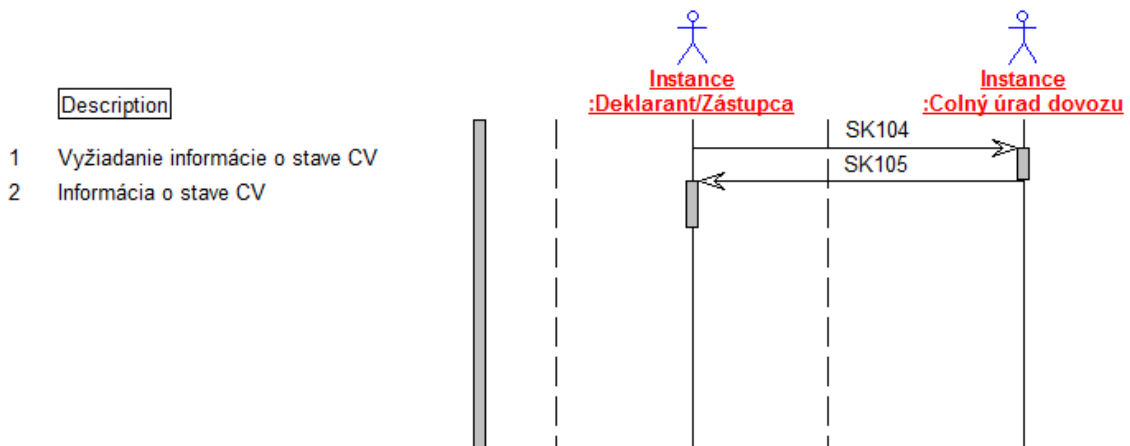 Instance
:Deklarant/Zástupca
Instance
:Colný úrad dovozu
Description
SK104
1 Vyžiadanie informácie o stave CV
SK105
2 Informácia o stave CV